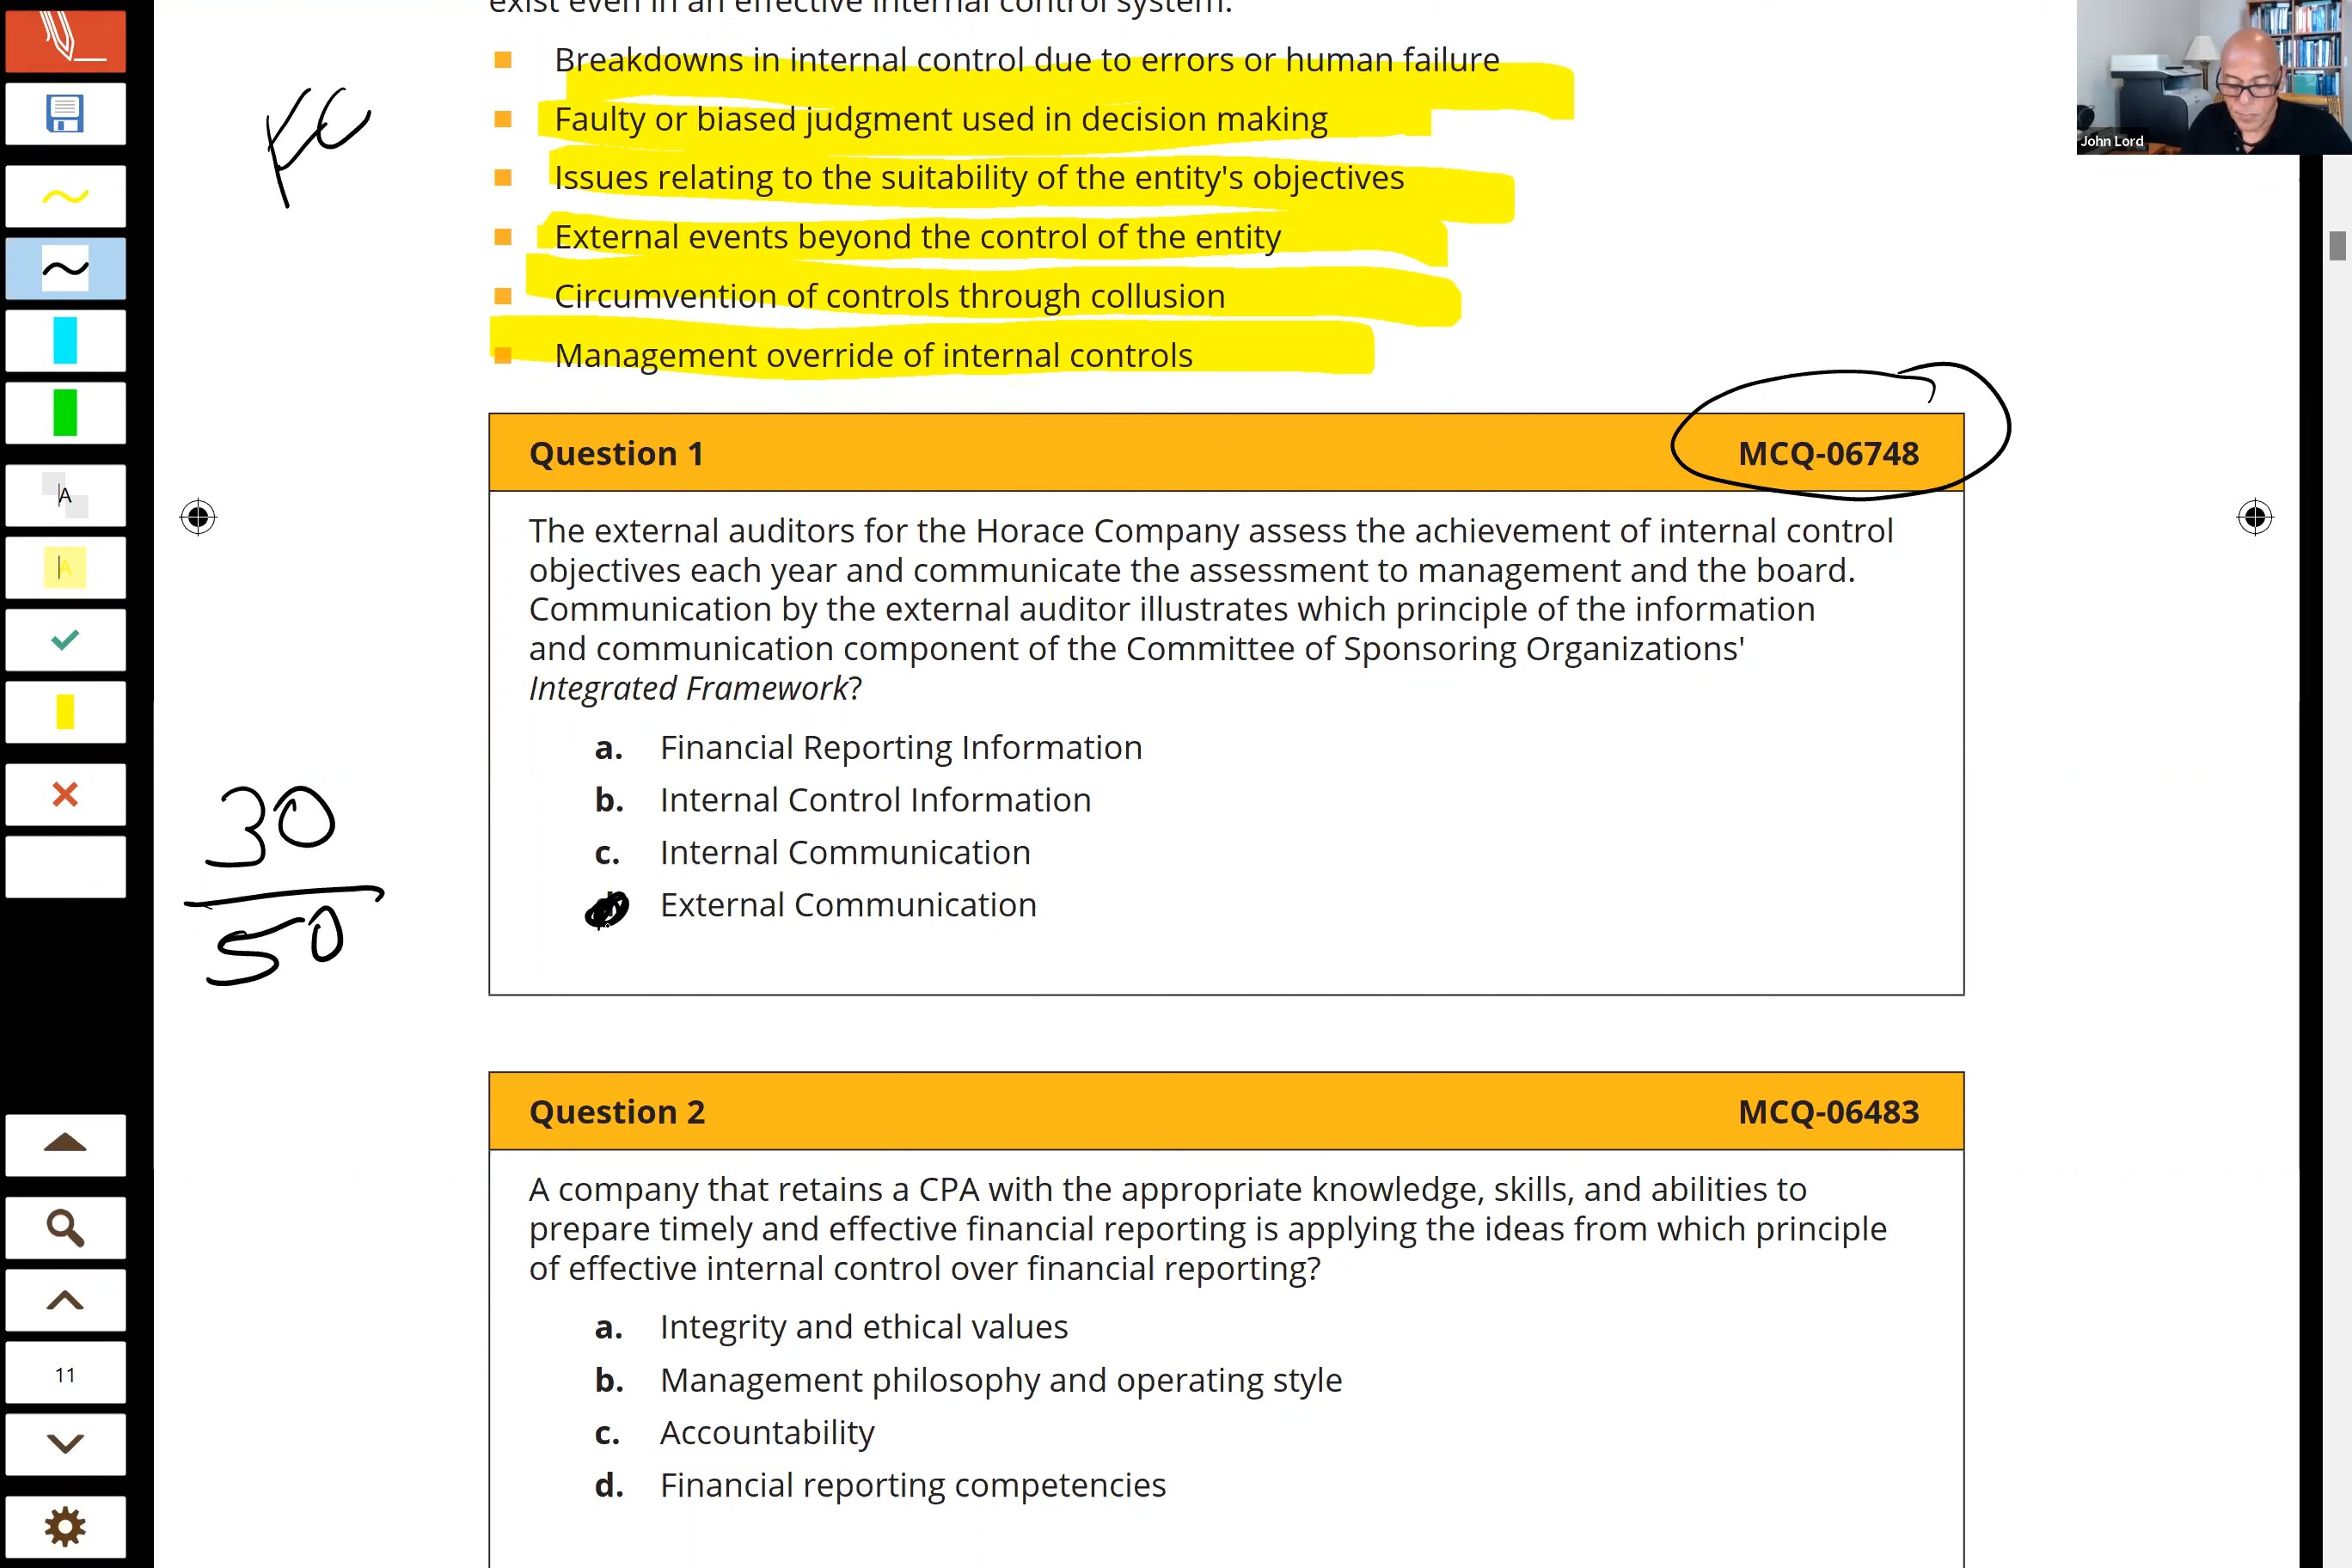 exist even in an effective internal control system:
Breakdowns in internal control due to errors or human failure
Faulty or biased judgment used in decision making
Issues relating to the suitability of the entity's objectives
External events beyond the control of the entity
Circumvention of controls through collusion
Management override of internal controls
John Lord
A
A
Question 1 MCQ-06748
The external auditors for the Horace Company assess the achievement of internal control
objectives each year and communicate the assessment to management and the board.
Communication by the external auditor illustrates which principle of the information
and communication component of the Committee of Sponsoring Organizations'
Integrated Framework?
a. Financial Reporting Information
b. Internal Control Information
c. Internal Communication
External Communication
30
50
Question 2 MCQ-06483
A company that retains a CPA with the appropriate knowledge, skills, and abilities to
prepare timely and effective financial reporting is applying the ideas from which principle
of effective internal control over financial reporting?
a. Integrity and ethical values
b. Management philosophy and operating style
c. Accountability
d. Financial reporting competencies
11